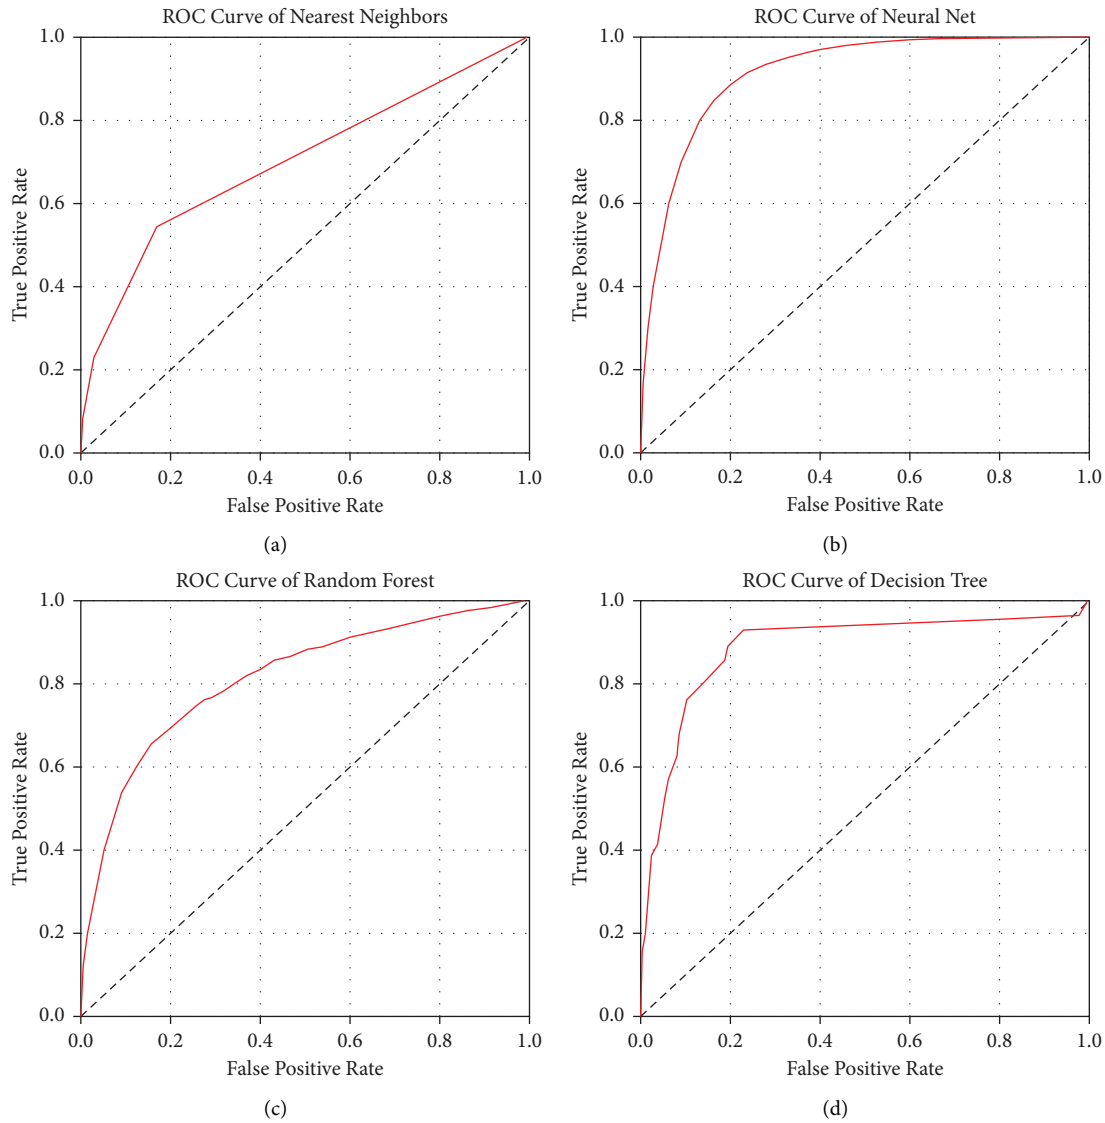 ROC Curve of Nearest Neighbors
1.0
0.8
0.6
0.4
0.2
0.0
True Positive Rate
0.0 0.2 0.4 0.6 0.8 1.0
False Positive Rate
(a)
ROC Curve of Neural Net
1.0
0.8
0.6
0.4
0.2
0.0
True Positive Rate
0.0 0.2 0.4 0.6 0.8 1.0
False Positive Rate
(b)
ROC Curve of Random Forest
1.0
0.8
0.6
0.4
0.2
0.0
True Positive Rate
0.0 0.2 0.4 0.6 0.8 1.0
False Positive Rate
(c)
ROC Curve of Decision Tree
1.0
0.8
0.6
0.4
0.2
0.0
True Positive Rate
0.0 0.2 0.4 0.6 0.8 1.0
False Positive Rate
(d)